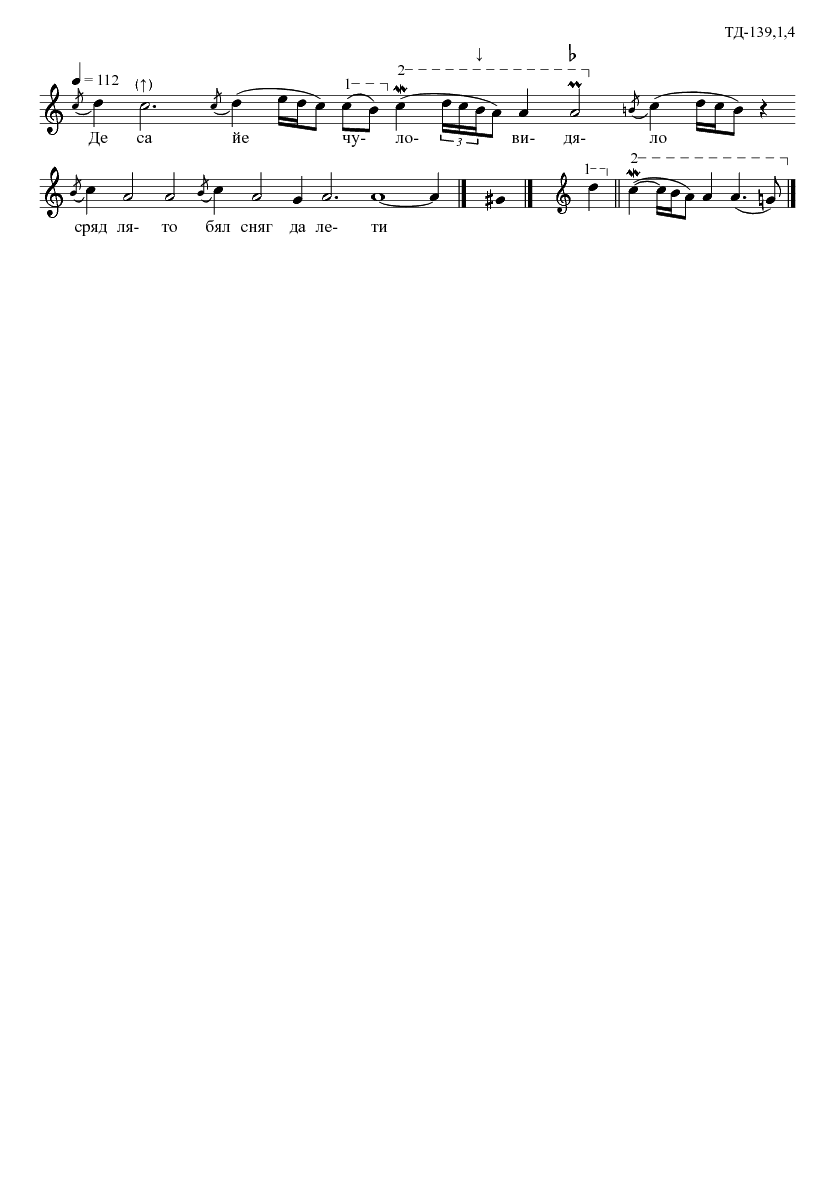 ТД-139,1,4
= 112
(↑)
1
2
↓
3
Де са йе чу- ло- ви- дя- ло
1
2
сряд ля- то бял сняг да ле- ти